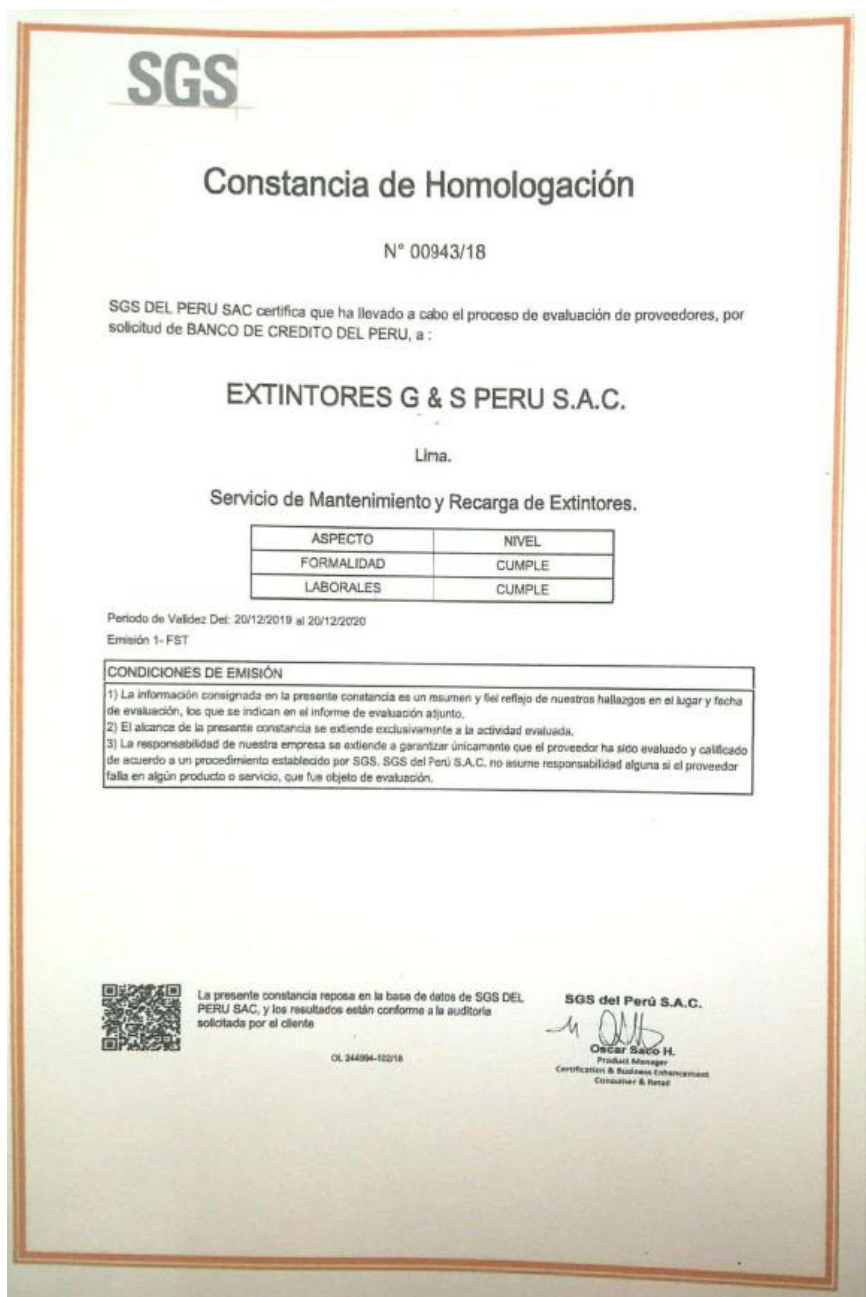 SGS
Constancia de Homologación
N° 00943/18
SGS DEL PERU SAC certifica que ha llevado a cabo el proceso de evaluación de proveedores, por
solicitud de BANCO DE CREDITO DEL PERU, a :
EXTINTORES G & S PERU S.A.C.
Lima.
Servicio de Mantenimiento y Recarga de Extintores.
ASPECTO NIVEL
FORMALIDAD CUMPLE
LABORALES CUMPLE
Periodo de Validez Del: 20/12/2019 al 20/12/2020
Emisión 1- FST
CONDICIONES DE EMISIÓN
1) La información consignada en la presente constancia es un resumen y fiel reflejo de nuestros hallazgos en el lugar y fecha
de evaluación, los que se indican en el informe de evaluación adjunto.
2) El alcance de la presente constancia se extiende exclusivamente a la actividad evaluada.
3) La responsabilidad de nuestra empresa se extiende a garantizar únicamente que el proveedor ha sido evaluado y calificado
de acuerdo a un procedimiento establecido por SGS. SGS del Perú S.A.C. no asume responsabilidad alguna si el proveedor
falla en algún producto o servicio, que fue objeto de evaluación.
La presente constancia reposa en la base de datos de SGS DEL
PERU SAC, y los resultados están conforme a la auditoria
solicitada por el cliente
OL 244994-102/18
SGS del Perú S.A.C.
Oscar Saco H.
Product Manager
Certification & Business Enhancement
Consumer & Retail